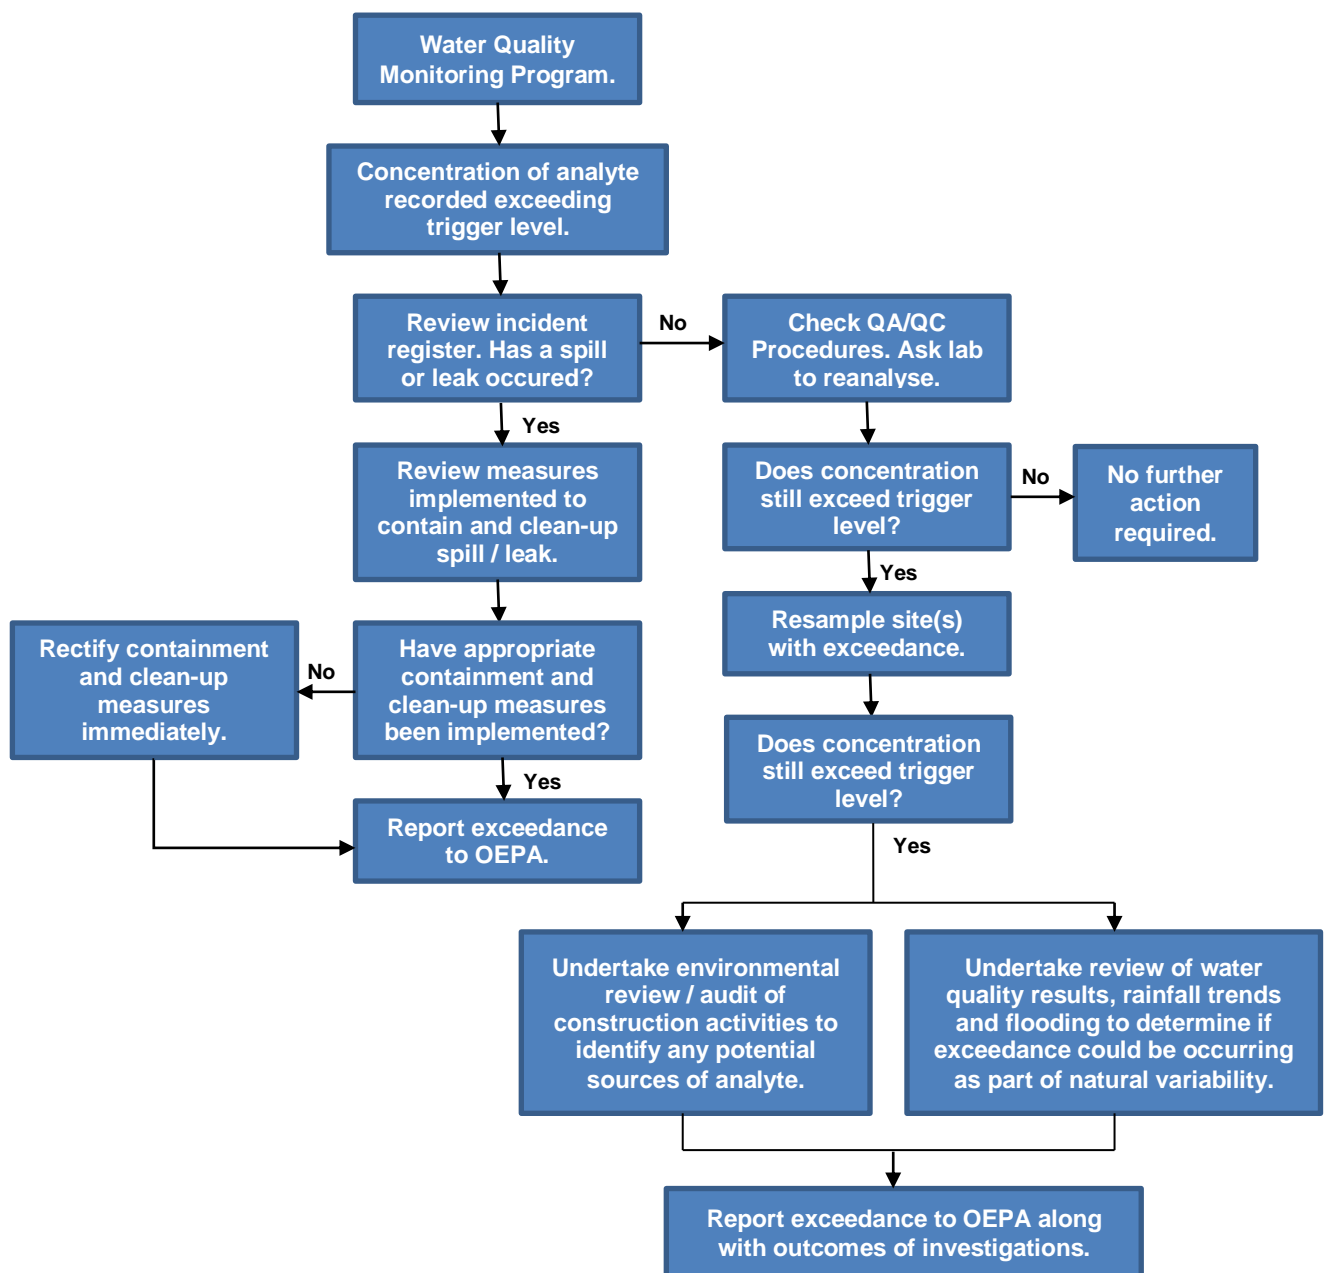 Water Quality
Monitoring Program.
Concentration of analyte
recorded exceeding
trigger level.
Review incident
register. Has a spill
or leak occured?
No
Check QA/QC
Procedures. Ask lab
to reanalyse.
Yes
Review measures
implemented to
contain and clean-up
spill / leak.
Does concentration
still exceed trigger
level?
No
No further
action
required.
Yes
Resample site(s)
with exceedance.
Rectify containment
and clean-up
measures
immediately.
No
Have appropriate
containment and
clean-up measures
been implemented?
Does concentration
still exceed trigger
level?
Yes
Report exceedance
to OEPA.
Yes
Undertake environmental
review / audit of
construction activities to
identify any potential
sources of analyte.
Undertake review of water
quality results, rainfall trends
and flooding to determine if
exceedance could be occurring
as part of natural variability.
Report exceedance to OEPA along
with outcomes of investigations.